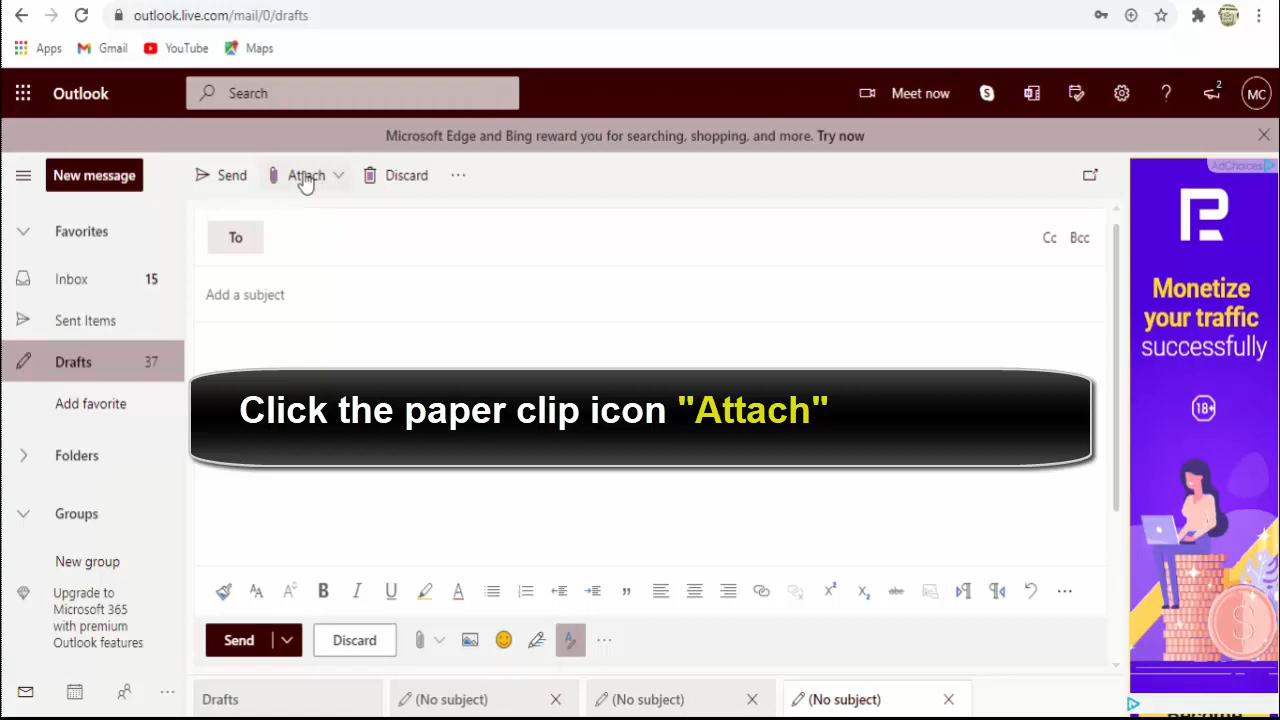 outlook.live.com/mail/0/drafts
Apps Gmail YouTube Maps
Outlook Search Meet now 2 MC
Microsoft Edge and Bing reward you for searching, shopping, and more. Try now
New message Send Attach Discard ...
AdChoices
Favorites
To Cc Bcc
Inbox 15
Add a subject
Sent Items
Drafts 37
Add favorite
Click the paper clip icon "Attach"
Folders
Groups
New group
Upgrade to
Microsoft 365
with premium
Outlook features
Monetize
your traffic
successfully
18+
Send Discard
Drafts (No subject) (No subject) (No subject)